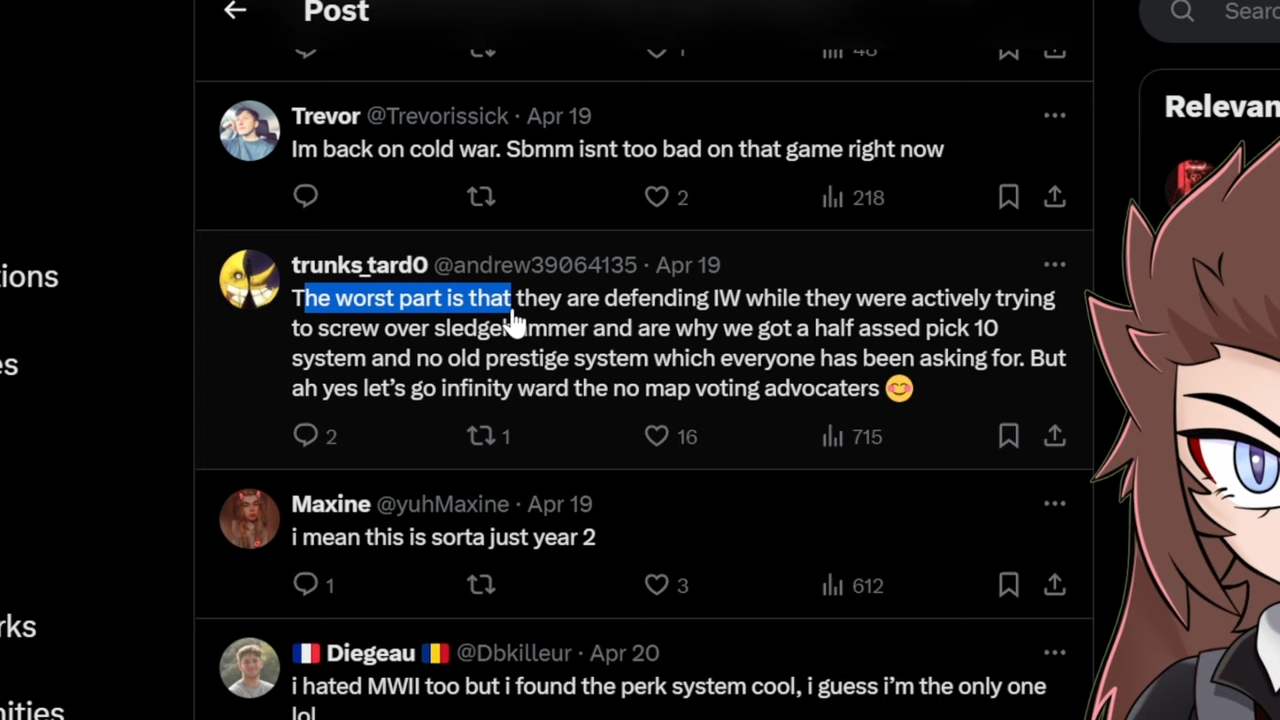 Post
Searc
48
Relevan
Trevor @Trevorissick · Apr 19
Im back on cold war. Sbmm isnt too bad on that game right now
2 218
tions
trunks_tard0 @andrew39064135 · Apr 19
The worst part is that they are defending IW while they were actively trying
to screw over sledgehammer and are why we got a half assed pick 10
system and no old prestige system which everyone has been asking for. But
ah yes let's go infinity ward the no map voting advocaters 😊
es
2 1 16 715
Maxine @yuhMaxine · Apr 19
i mean this is sorta just year 2
1 3 612
rks
🇫🇷 Diegeau 🇷🇴 @Dbkilleur · Apr 20
i hated MWII too but i found the perk system cool, i guess i'm the only one
lol
nities